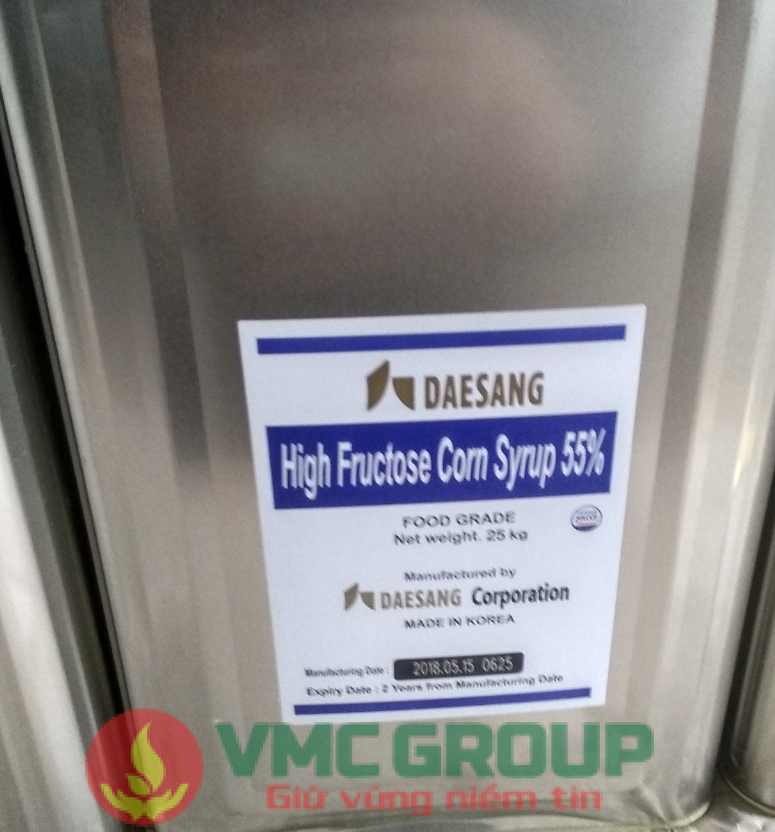 DAESANG
High Fructose Corn Syrup 55%
FOOD GRADE
Net weight. 25 kg
Manufactured by
DAESANG Corporation
MADE IN KOREA
Manufacturing Date : 2018.05.15 0625
Expiry Date : 2 Years from Manufacturing Date
VMC GROUP
Giữ vững niềm tin